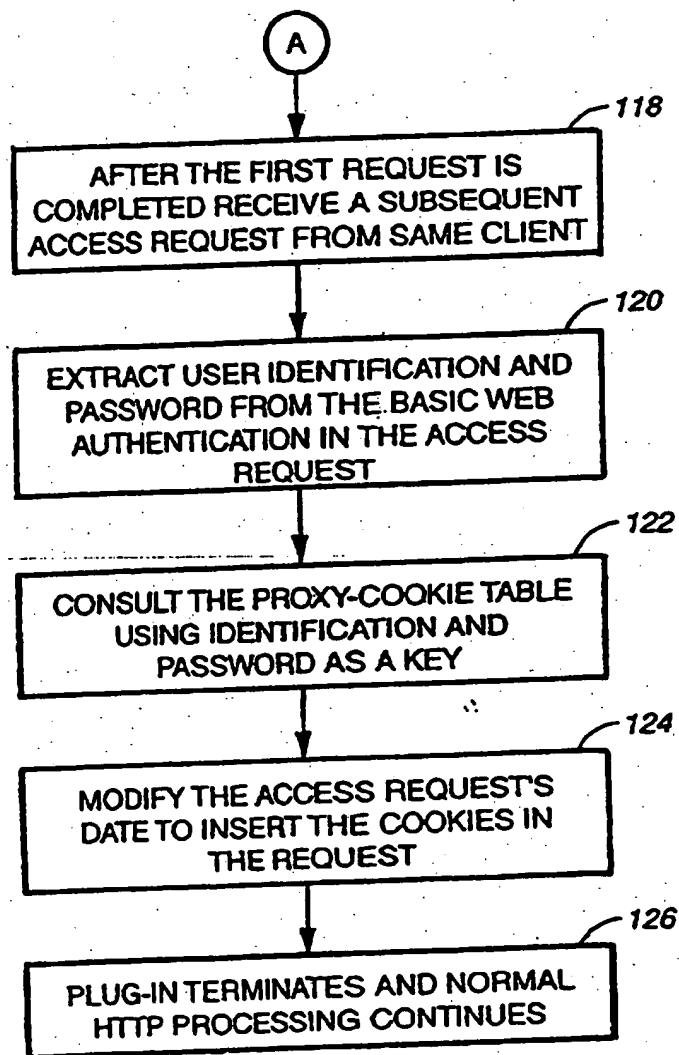 A
118
AFTER THE FIRST REQUEST IS
COMPLETED RECEIVE A SUBSEQUENT
ACCESS REQUEST FROM SAME CLIENT
120
EXTRACT USER IDENTIFICATION AND
PASSWORD FROM THE BASIC WEB
AUTHENTICATION IN THE ACCESS
REQUEST
122
CONSULT THE PROXY-COOKIE TABLE
USING IDENTIFICATION AND
PASSWORD AS A KEY
124
MODIFY THE ACCESS REQUEST'S
DATE TO INSERT THE COOKIES IN
THE REQUEST
126
PLUG-IN TERMINATES AND NORMAL
HTTP PROCESSING CONTINUES